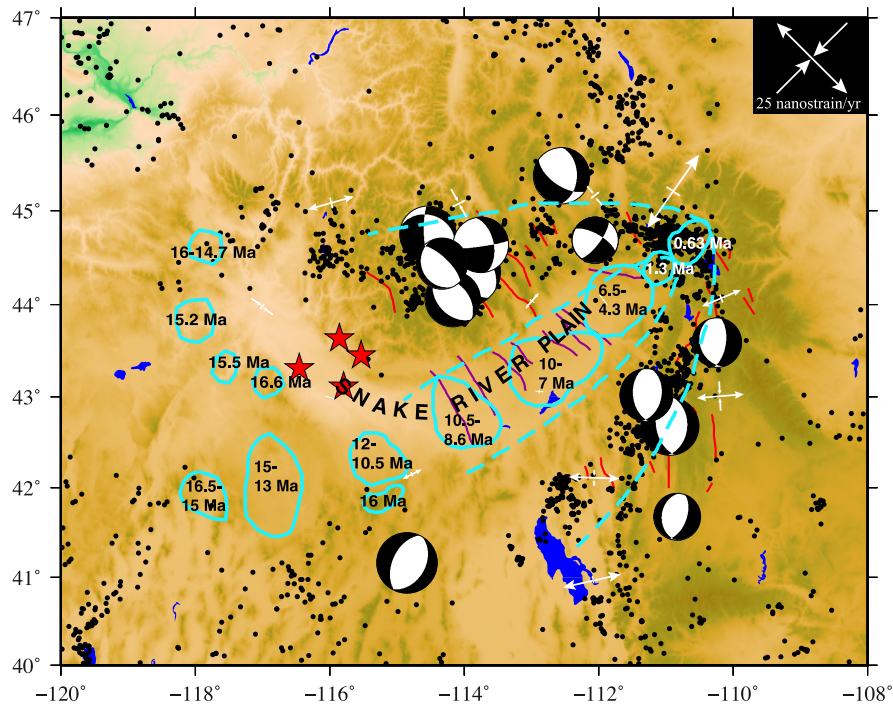 47°
46°
45°
44°
43°
42°
41°
40°
−120
−118
−116
−114
−112
−110
−108°
25 nanostrain/yr
16-14.7 Ma
0.63 Ma
1.3 Ma
6.5-
4.3 Ma
15.2 Ma
15.5 Ma
16.6 Ma
10-
7 Ma
SNAKE RIVER PLAIN
10.5-
8.6 Ma
12-
10.5 Ma
15-
13 Ma
16.5-
15 Ma
16 Ma